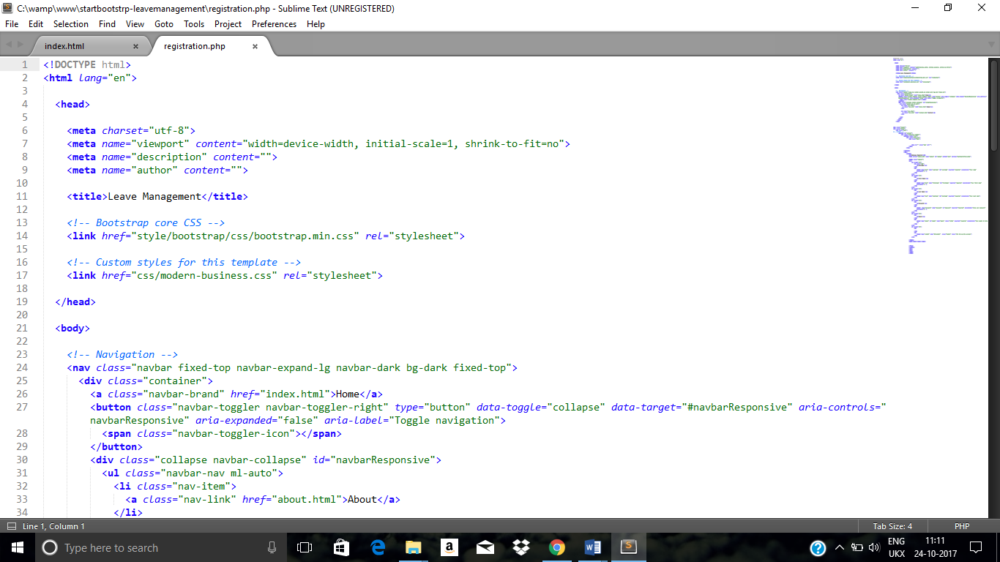 C:\wamp\www\startbootstrp-leavemanagement\registration.php - Sublime Text (UNREGISTERED)
File Edit Selection Find View Goto Tools Project Preferences Help
index.html × registration.php ×
1 <!DOCTYPE html>
2 <html lang="en">
3
4 <head>
5
6 <meta charset="utf-8">
7 <meta name="viewport" content="width=device-width, initial-scale=1, shrink-to-fit=no">
8 <meta name="description" content="">
9 <meta name="author" content="">
10
11 <title>Leave Management</title>
12
13 <!-- Bootstrap core CSS -->
14 <link href="style/bootstrap/css/bootstrap.min.css" rel="stylesheet">
15
16 <!-- Custom styles for this template -->
17 <link href="css/modern-business.css" rel="stylesheet">
18
19 </head>
20
21 <body>
22
23 <!-- Navigation -->
24 <nav class="navbar fixed-top navbar-expand-lg navbar-dark bg-dark fixed-top">
25 <div class="container">
26 <a class="navbar-brand" href="index.html">Home</a>
27 <button class="navbar-toggler navbar-toggler-right" type="button" data-toggle="collapse" data-target="#navbarResponsive" aria-controls="
navbarResponsive" aria-expanded="false" aria-label="Toggle navigation">
28 <span class="navbar-toggler-icon"></span>
29 </button>
30 <div class="collapse navbar-collapse" id="navbarResponsive">
31 <ul class="navbar-nav ml-auto">
32 <li class="nav-item">
33 <a class="nav-link" href="about.html">About</a>
34 </li>
Line 1, Column 1 Tab Size: 4 PHP
Type here to search
ENG 11:11
UKX 24-10-2017